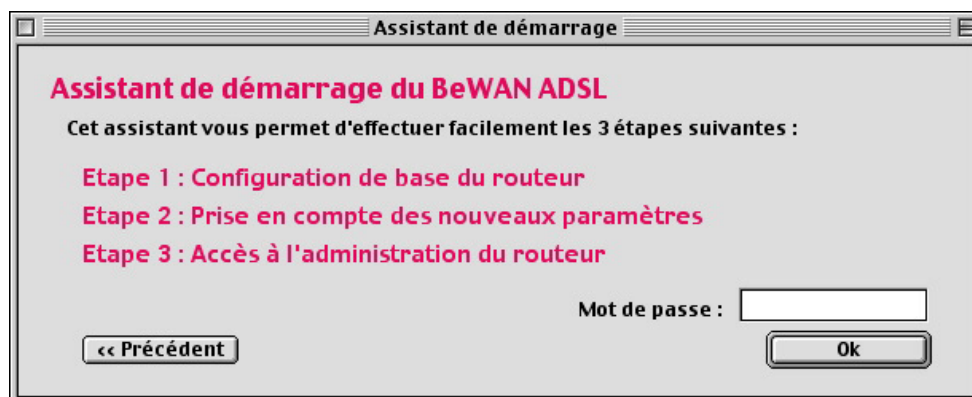 Assistant de démarrage
Assistant de démarrage du BeWAN ADSL
Cet assistant vous permet d'effectuer facilement les 3 étapes suivantes :
Etape 1 : Configuration de base du routeur
Etape 2 : Prise en compte des nouveaux paramètres
Etape 3 : Accès à l'administration du routeur
Mot de passe :
<< Précédent
Ok